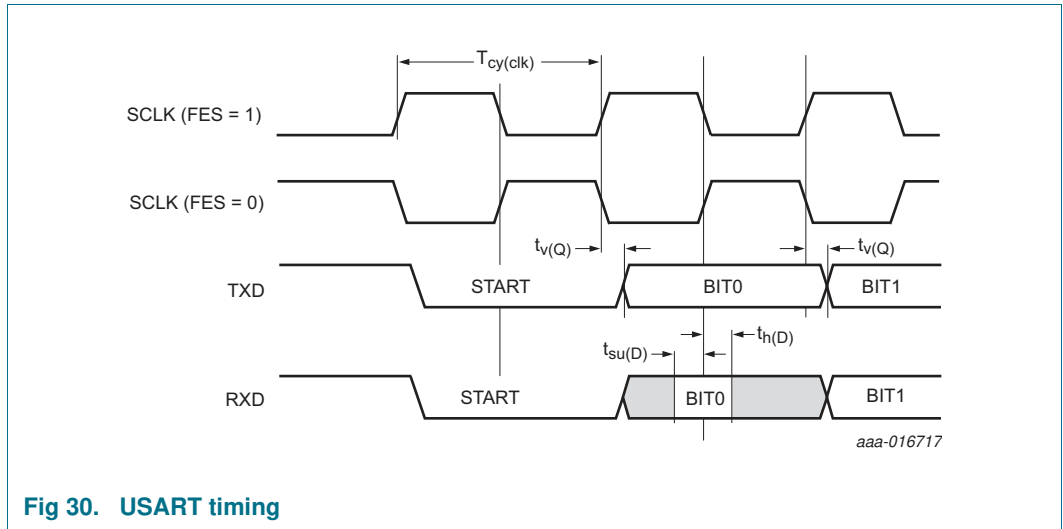 Tcy(clk)
SCLK (FES = 1)
SCLK (FES = 0)
tv(Q) tv(Q)
TXD START BIT0 BIT1
tsu(D) th(D)
RXD START BIT0 BIT1
aaa-016717
Fig 30. USART timing